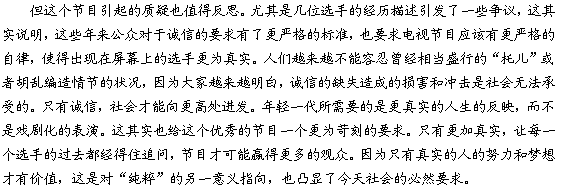 但这个节目引起的质疑也值得反思。尤其是几位选手的经历描述引发了一些争议，这其
实说明，这些年来公众对于诚信的要求有了更严格的标准，也要求电视节目应该有更严格的
自律，使得出现在屏幕上的选手更为真实。人们越来越不能容忍曾经相当盛行的“托儿”或
者胡乱编造情节的状况，因为大家越来越明白，诚信的缺失造成的损害和冲击是社会无法承
受的。只有诚信，社会才能向更高处迸发。年轻一代所需要的是更真实的人生的反映，而不
是戏剧化的表演。这其实也给这个优秀的节目一个更为苛刻的要求。只有更加真实，让每一
个选手的过去都经得住追问，节目才可能赢得更多的观众。因为只有真实的人的努力和梦想
才有价值，这是对“纯粹”的另一意义指向，也凸显了今天社会的必然要求。